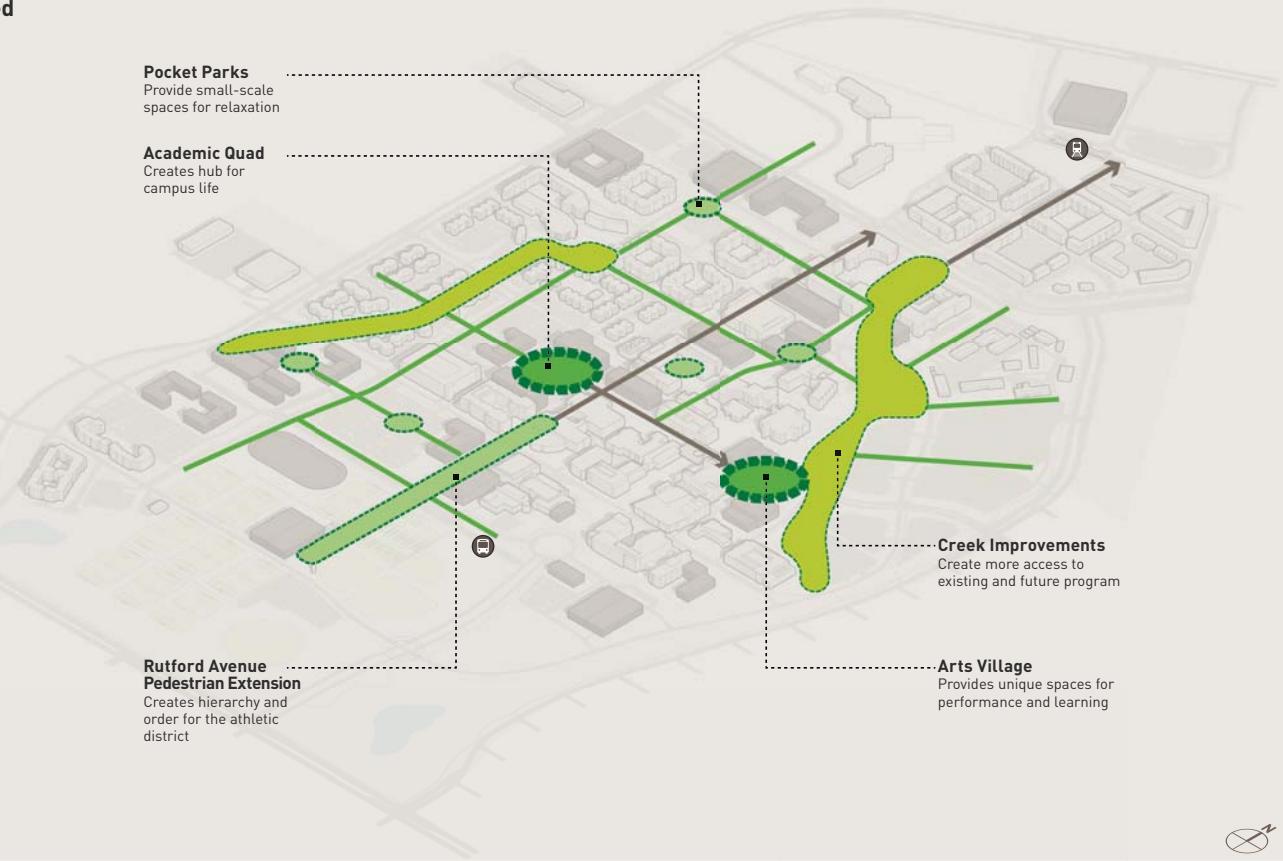 Pocket Parks
Provide small-scale
spaces for relaxation
Academic Quad
Creates hub for
campus life
Creek Improvements
Create more access to
existing and future program
Rutford Avenue
Pedestrian Extension
Creates hierarchy and
order for the athletic
district
Arts Village
Provides unique spaces for
performance and learning
N